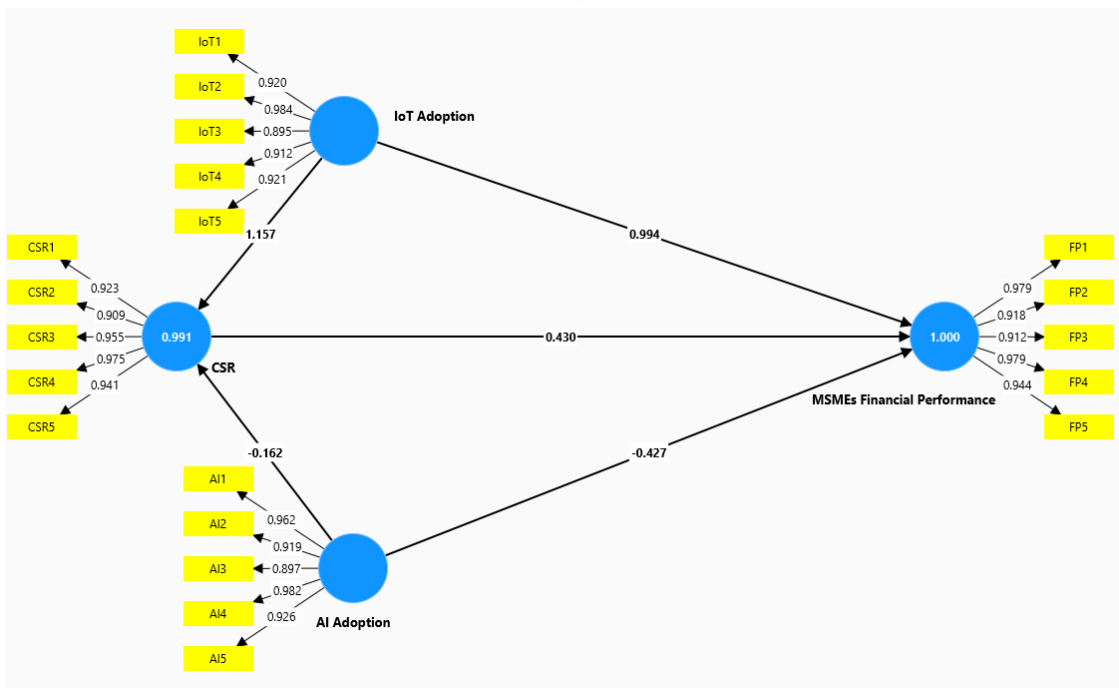 IoT1
0.920
IoT2
0.984
IoT3
0.895
IoT4
0.912
IoT5
0.921
IoT Adoption
1.157
0.994
CSR1
0.923
CSR2
0.909
CSR3
0.955
CSR4
0.975
CSR5
0.941
0.991
CSR
0.430
1.000
MSMEs Financial Performance
FP1
0.979
FP2
0.918
FP3
0.912
FP4
0.979
FP5
0.944
-0.162
-0.427
AI1
0.962
AI2
0.919
AI3
0.897
AI4
0.982
AI5
0.926
AI Adoption